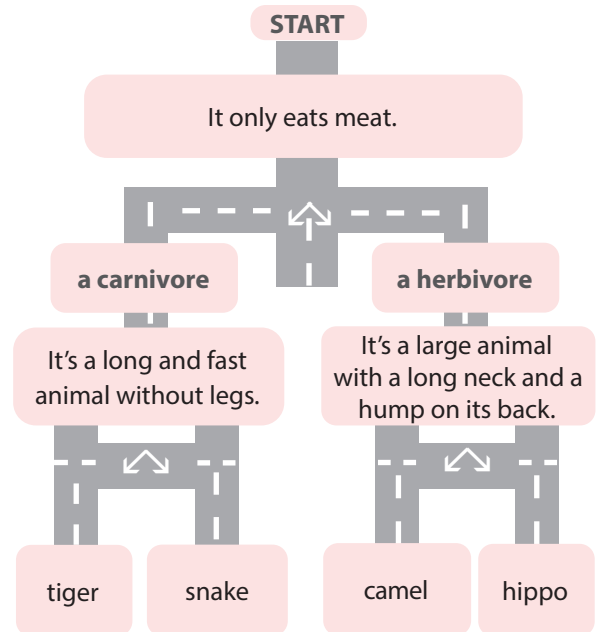 START
It only eats meat.
a carnivore
a herbivore
It's a long and fast
animal without legs.
It's a large animal
with a long neck and a
hump on its back.
tiger
snake
camel
hippo